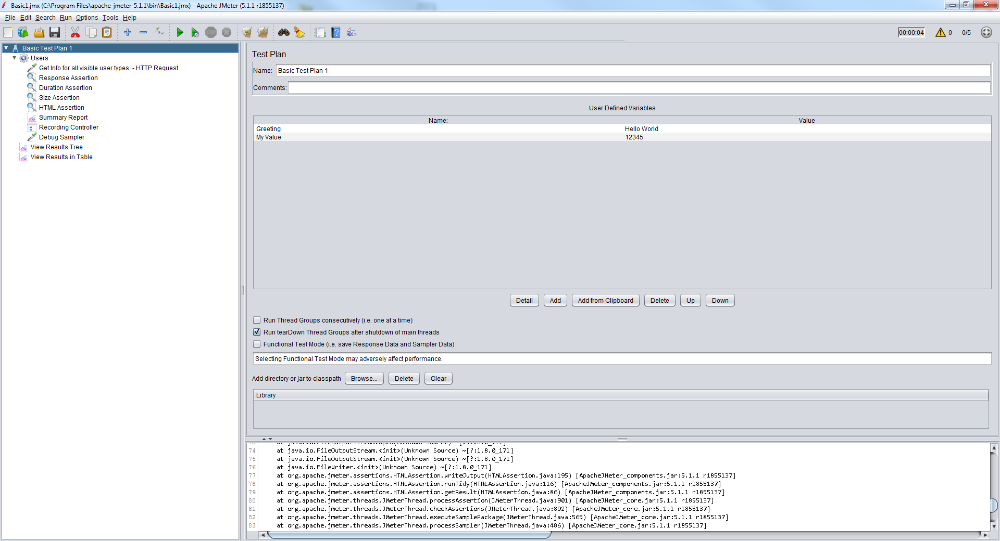 Basic1.jmx (C:\Program Files\apache-jmeter-5.1.1\bin\Basic1.jmx) - Apache JMeter (5.1.1 r1855137)
File Edit Search Run Options Tools Help
STOP
00:00:04 0 0/5
Basic Test Plan 1
Users
Get Info for all visible user types - HTTP Request
Response Assertion
Duration Assertion
Size Assertion
HTML Assertion
Summary Report
Recording Controller
Debug Sampler
View Results Tree
View Results in Table
Test Plan
Name: Basic Test Plan 1
Comments:
User Defined Variables
Name: Value
Greeting Hello World
My Value 12345
Detail Add Add from Clipboard Delete Up Down
Run Thread Groups consecutively (i.e. one at a time)
Run tearDown Thread Groups after shutdown of main threads
Functional Test Mode (i.e. save Response Data and Sampler Data)
Selecting Functional Test Mode may adversely affect performance.
Add directory or jar to classpath Browse... Delete Clear
Library
74 at java.io.FileOutputStream.<init>(Unknown Source) ~[?:1.8.0_171]
75 at java.io.FileOutputStream.<init>(Unknown Source) ~[?:1.8.0_171]
76 at java.io.FileWriter.<init>(Unknown Source) ~[?:1.8.0_171]
77 at org.apache.jmeter.assertions.HTMLAssertion.writeOutput(HTMLAssertion.java:195) [ApacheJMeter_components.jar:5.1.1 r1855137]
78 at org.apache.jmeter.assertions.HTMLAssertion.runTidy(HTMLAssertion.java:116) [ApacheJMeter_components.jar:5.1.1 r1855137]
79 at org.apache.jmeter.assertions.HTMLAssertion.getResult(HTMLAssertion.java:86) [ApacheJMeter_components.jar:5.1.1 r1855137]
80 at org.apache.jmeter.threads.JMeterThread.processAssertion(JMeterThread.java:901) [ApacheJMeter_core.jar:5.1.1 r1855137]
81 at org.apache.jmeter.threads.JMeterThread.checkAssertions(JMeterThread.java:892) [ApacheJMeter_core.jar:5.1.1 r1855137]
82 at org.apache.jmeter.threads.JMeterThread.executeSamplePackage(JMeterThread.java:565) [ApacheJMeter_core.jar:5.1.1 r1855137]
83 at org.apache.jmeter.threads.JMeterThread.processSampler(JMeterThread.java:486) [ApacheJMeter_core.jar:5.1.1 r1855137]